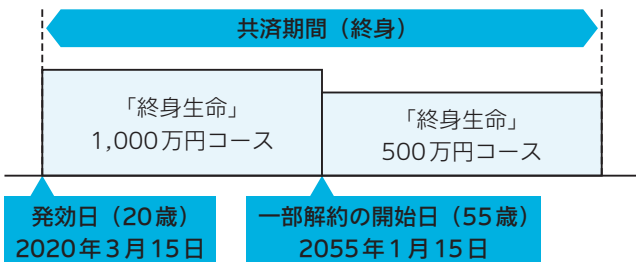 共済期間（終身）
「終身生命」
1,000万円コース
「終身生命」
500万円コース
発効日（20歳）
2020年3月15日
一部解約の開始日（55歳）
2055年1月15日